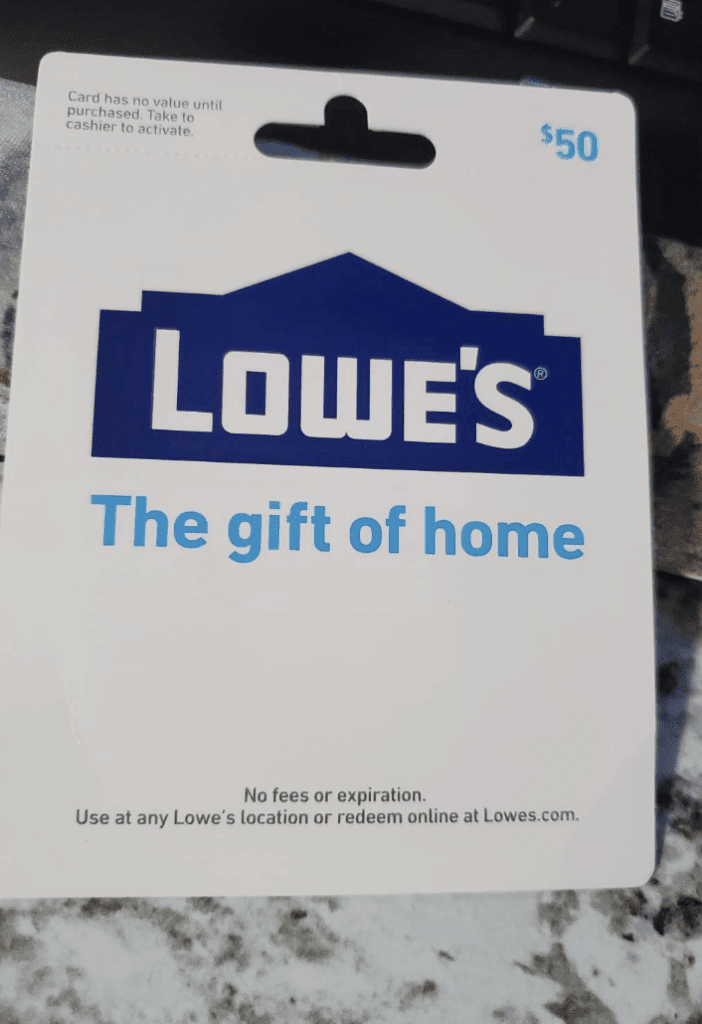 Card has no value until
purchased. Take to
cashier to activate.
$50
LOWE'S®
The gift of home
No fees or expiration.
Use at any Lowe's location or redeem online at Lowes.com.